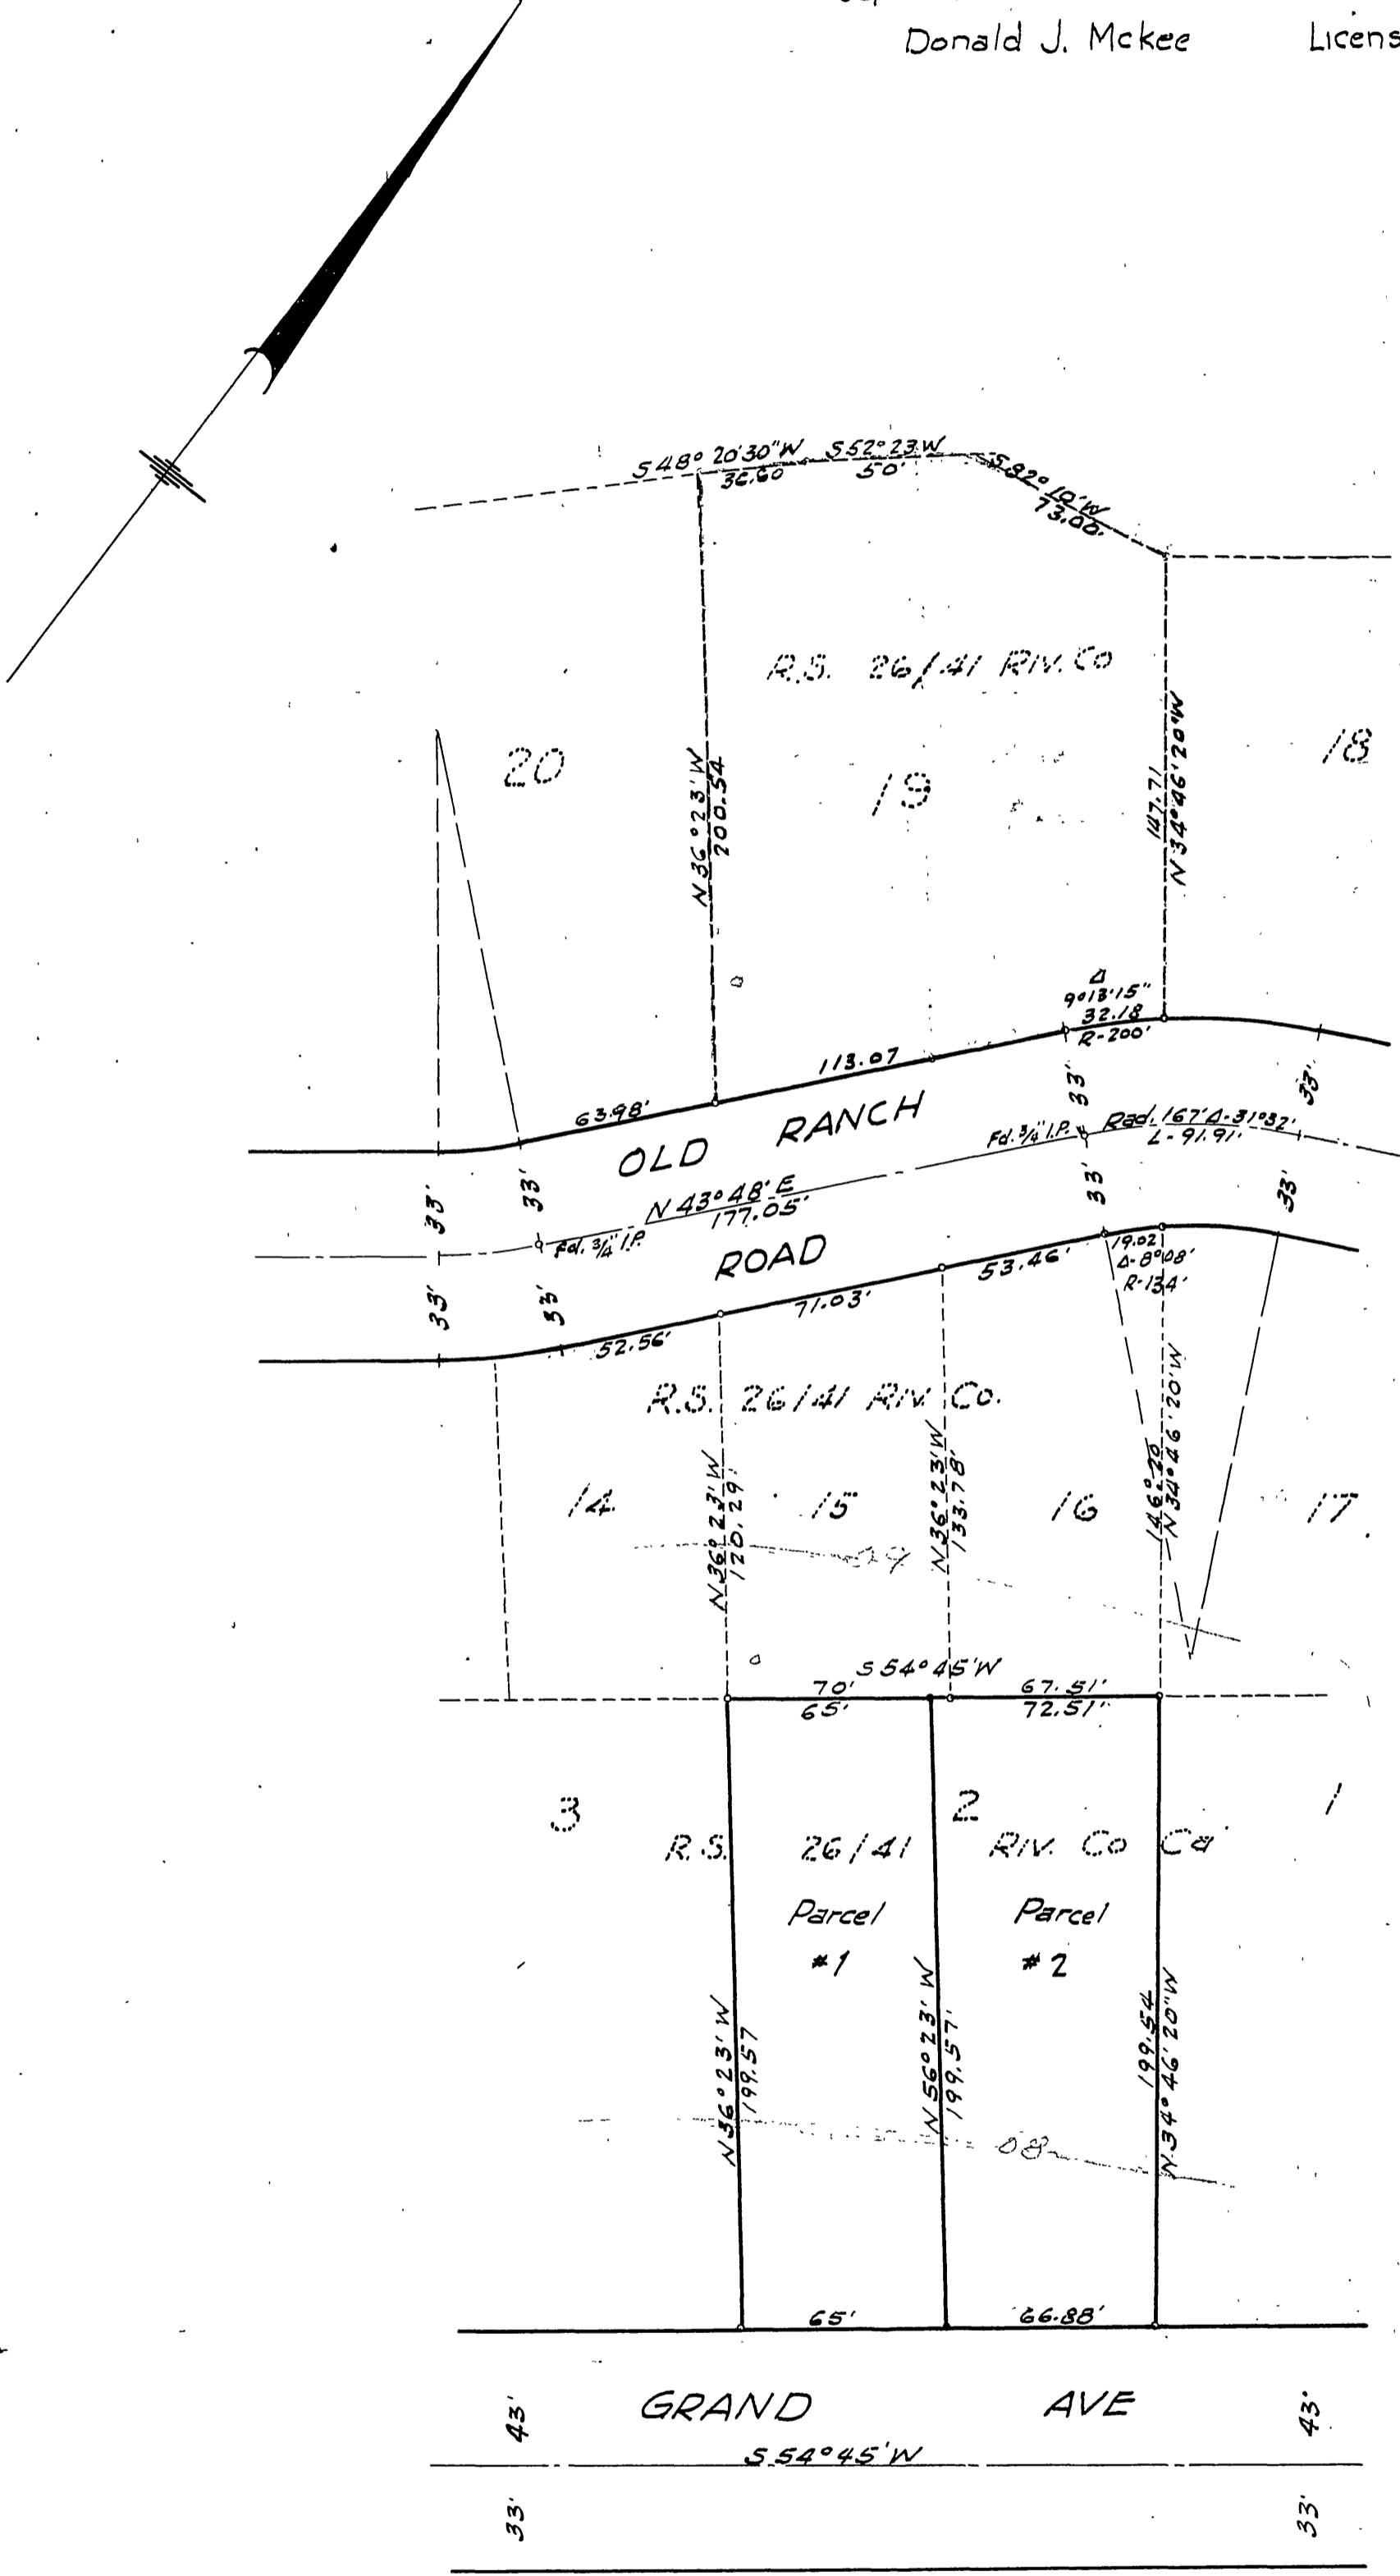 Donald J. Mckee Licens
S 48° 20'30" W
36.60
S 52° 23' W
50'
S 82° 10' W
73.00
R.S. 26/41 RIV. Co
20
19
18
N 36° 23' W
200.54
147.71
N 34° 46' 20" W
Δ
9° 13' 15"
32.18
R-200'
113.07
63.98'
33'
33'
OLD RANCH
Fd. 3/4" I.P.
Rad. 167' Δ-31°32'
L-91.91'
33'
33'
33'
33'
N 43° 48' E
177.05'
Fd. 3/4" I.P.
ROAD
19.02
Δ-8°08'
R-134'
53.46'
71.03'
33'
33'
52.56'
R.S. 26/41 RIV. Co.
N 36° 23' W
120.29'
N 36° 23' W
133.78'
146.20
N 34° 46' 20" W
14
15
16
17
09
S 54° 45' W
70'
67.51'
65'
72.51'
3
2
1
R.S. 26/41 RIV. Co Ca
Parcel
#1
Parcel
#2
N 36° 23' W
199.57
N 56° 23' W
199.57'
199.54
N 34° 46' 20" W
08
65'
66.88'
43'
GRAND AVE
43'
S 54° 45' W
33'
33'